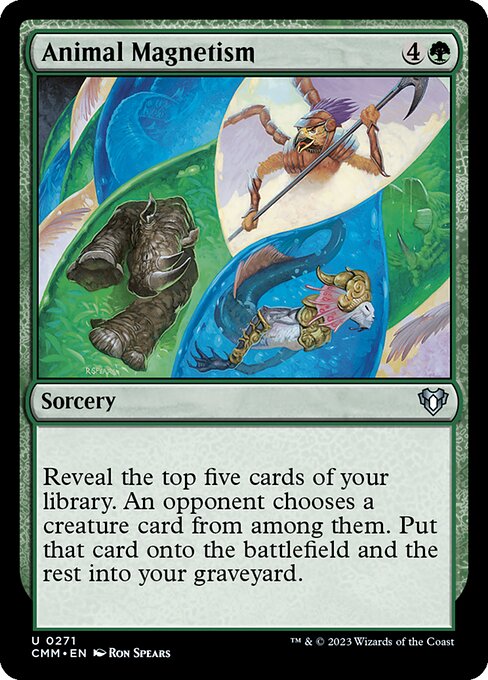 Animal Magnetism 4
Sorcery
Reveal the top five cards of your
library. An opponent chooses a
creature card from among them. Put
that card onto the battlefield and the
rest into your graveyard.
U 0271
CMM • EN Ron Spears
™ & © 2023 Wizards of the Coast